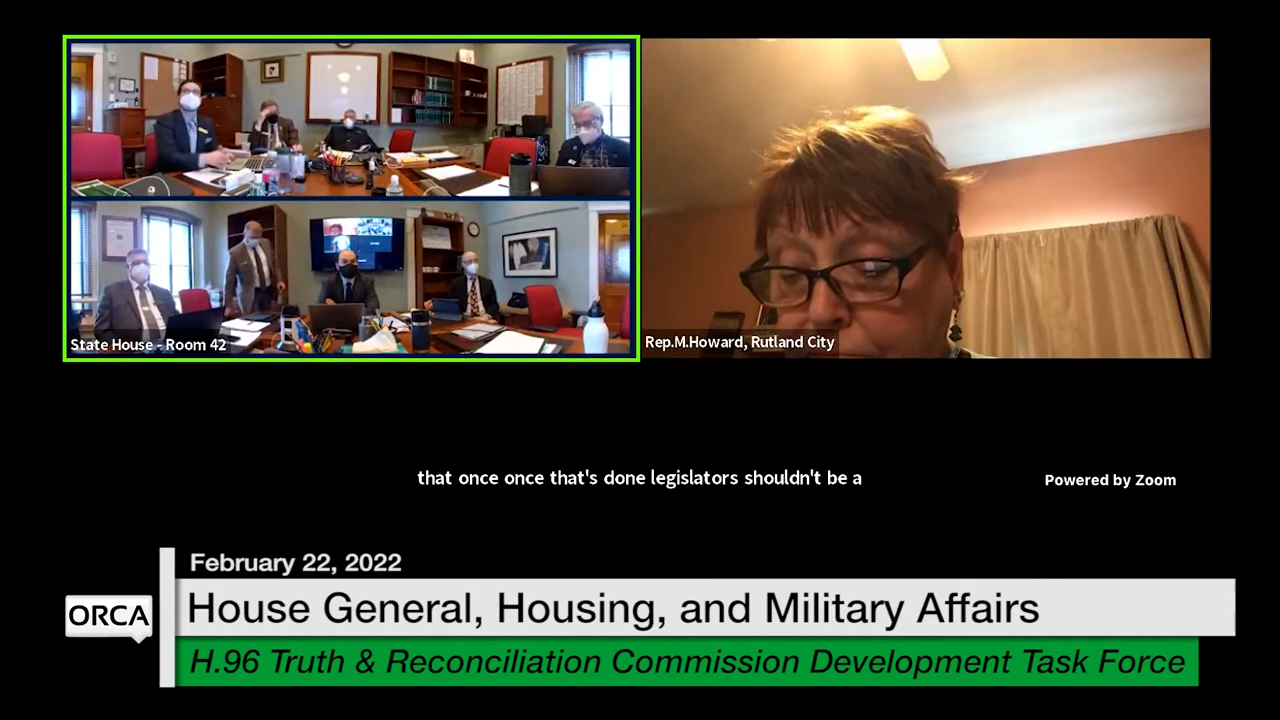 State House - Room 42
Rep.M.Howard, Rutland City
that once once that's done legislators shouldn't be a
Powered by Zoom
February 22, 2022
ORCA
House General, Housing, and Military Affairs
H.96 Truth & Reconciliation Commission Development Task Force